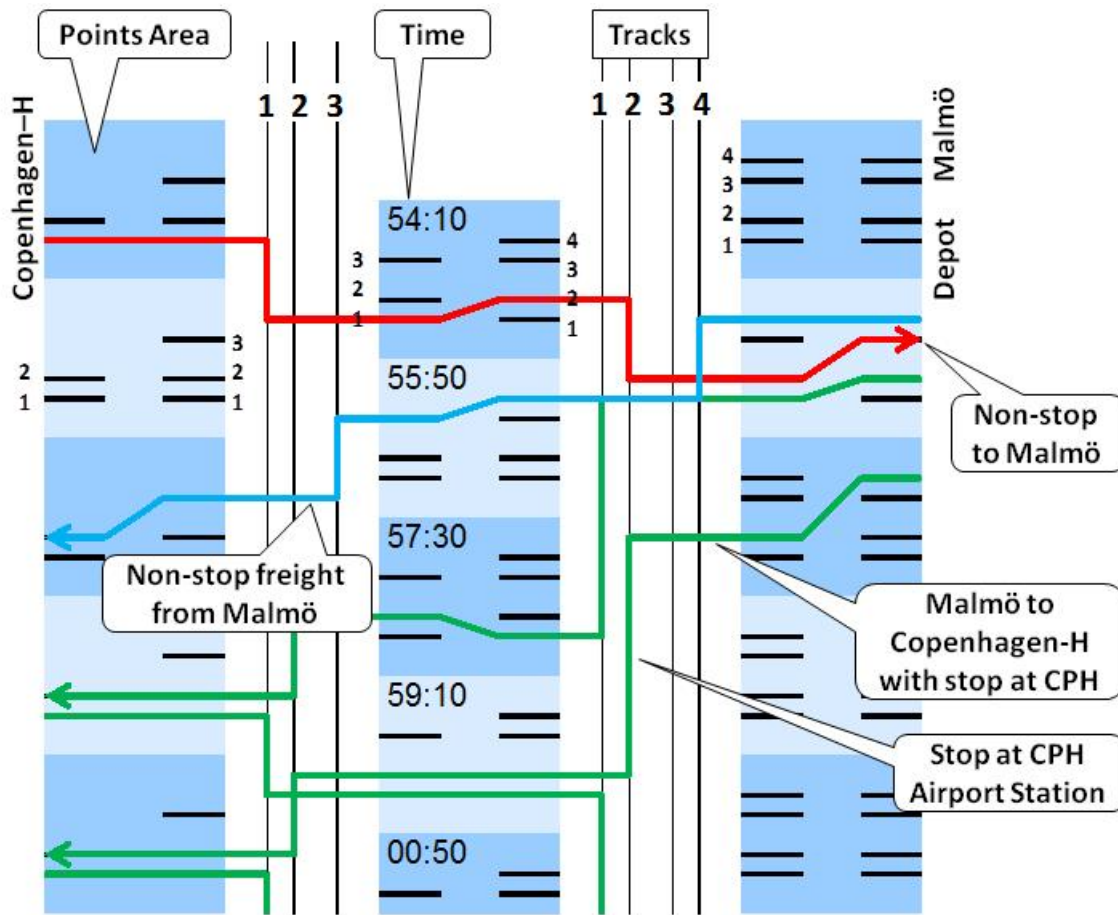 Points Area
Time
Tracks
Copenhagen–H
1 2 3
1 2 3 4
Malmö
Depot
4
3
2
1
54:10
3
2
1
4
3
2
1
55:50
3
2
1
2
1
Non-stop
to Malmö
57:30
Non-stop freight
from Malmö
Malmö to
Copenhagen-H
with stop at CPH
59:10
Stop at CPH
Airport Station
00:50